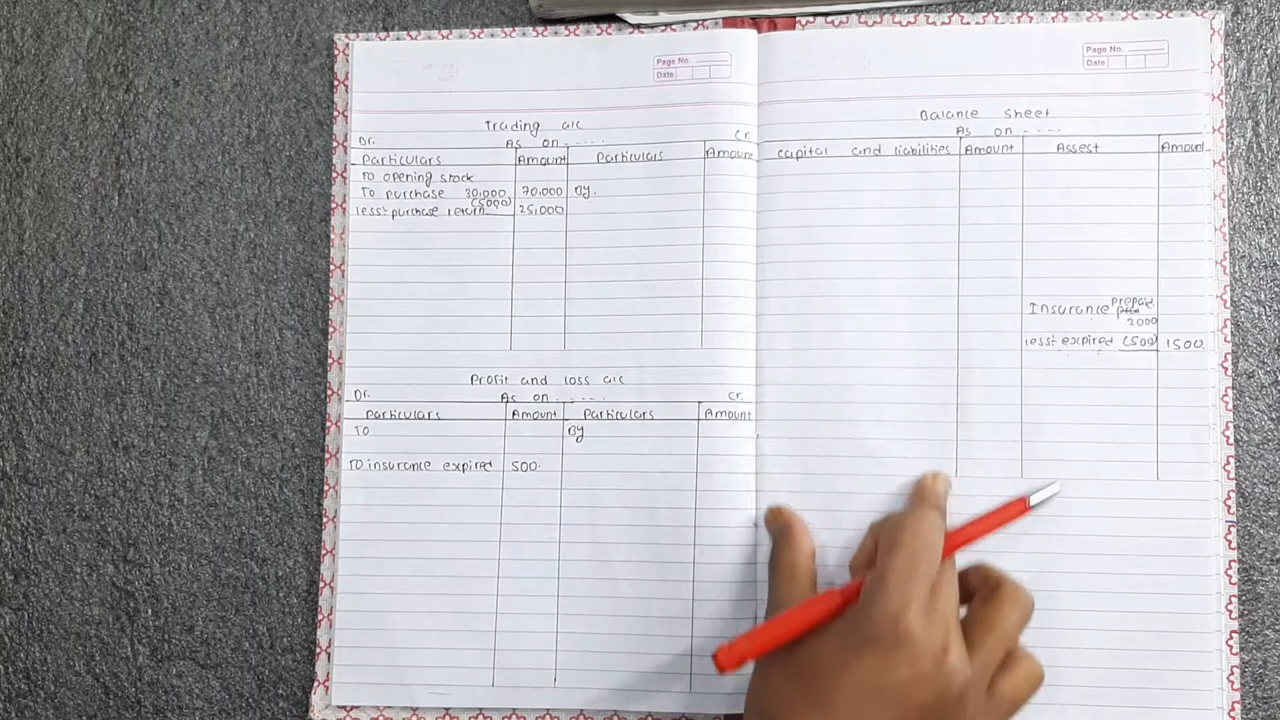 Page No.
Date
Trading a/c
Dr. As on ..... Cr.
Particulars Amount Particulars Amount
To opening stock
To purchase 30,000 70,000 By.
(5000)
less:- purchase return 25,000
Profit and loss a/c
Dr. As on ..... Cr.
Particulars Amount Particulars Amount
To By
To insurance expired 500.
Page No.
Date
Balance sheet
As on ....
capital and liabilities Amount Assest Amount
Insurance prepaid
2000
less:- expired (500) 1500.